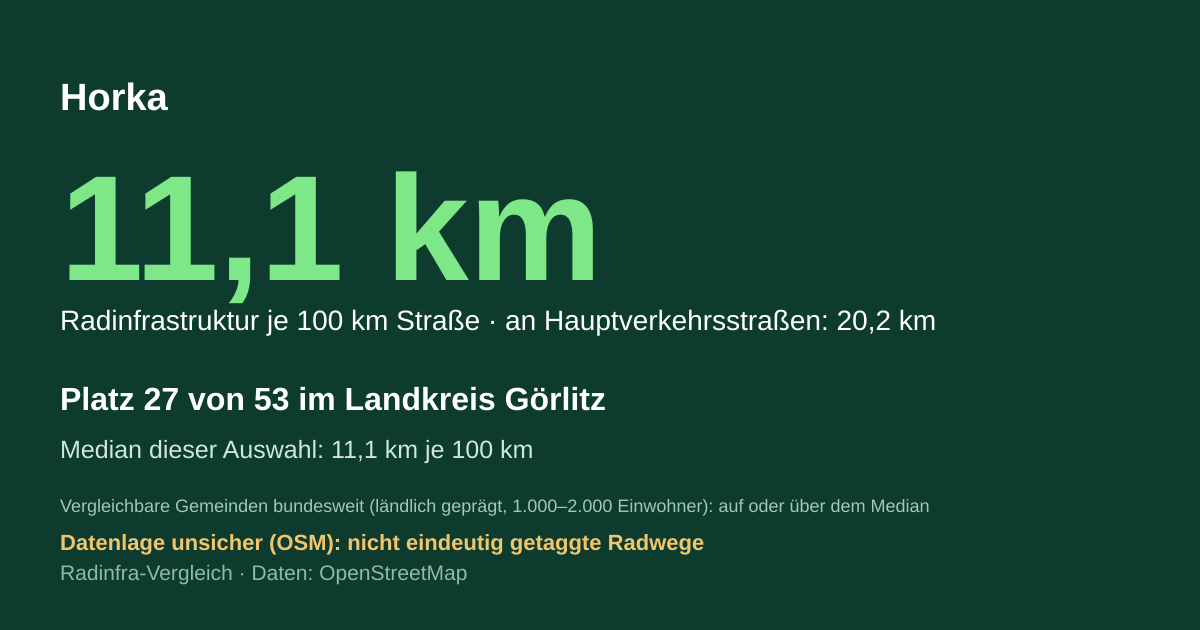 Horka
11,1 km
Radinfrastruktur je 100 km Straße · an Hauptverkehrsstraßen: 20,2 km
Platz 27 von 53 im Landkreis Görlitz
Median dieser Auswahl: 11,1 km je 100 km
Vergleichbare Gemeinden bundesweit (ländlich geprägt, 1.000–2.000 Einwohner): auf oder über dem Median
Datenlage unsicher (OSM): nicht eindeutig getaggte Radwege
Radinfra-Vergleich · Daten: OpenStreetMap